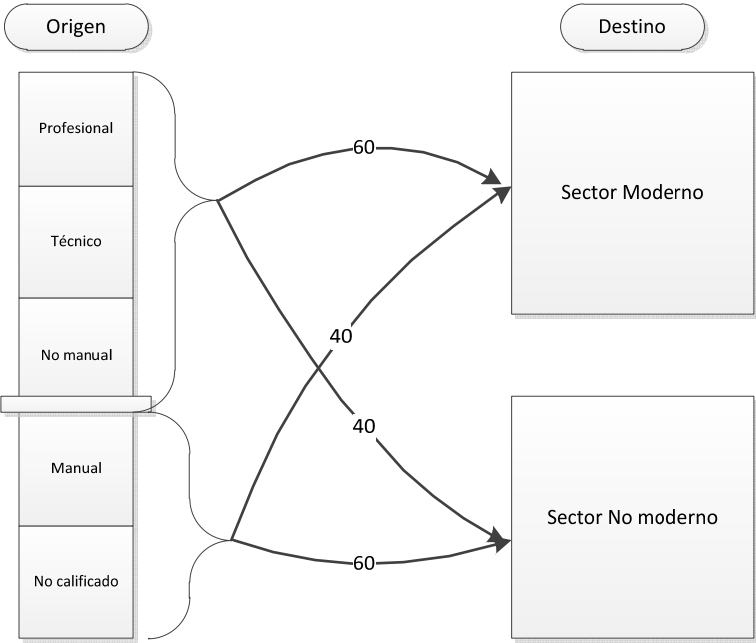 Origen
Destino
Profesional
Técnico
No manual
Manual
No calificado
60
40
40
60
Sector Moderno
Sector No moderno